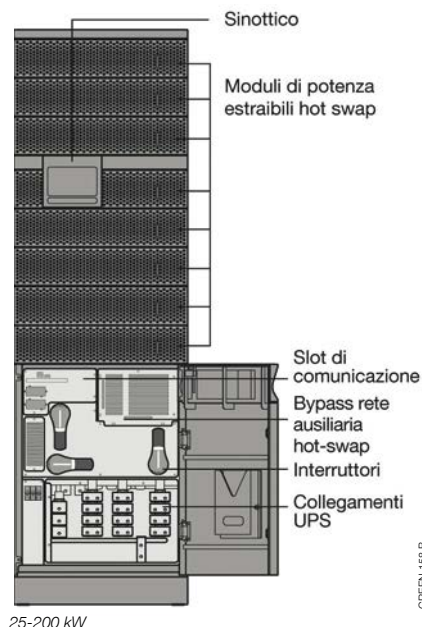 Sinottico
Moduli di potenza
estraibili hot swap
Slot di
comunicazione
Bypass rete
ausiliaria
hot-swap
Interruttori
Collegamenti
UPS
25-200 kW